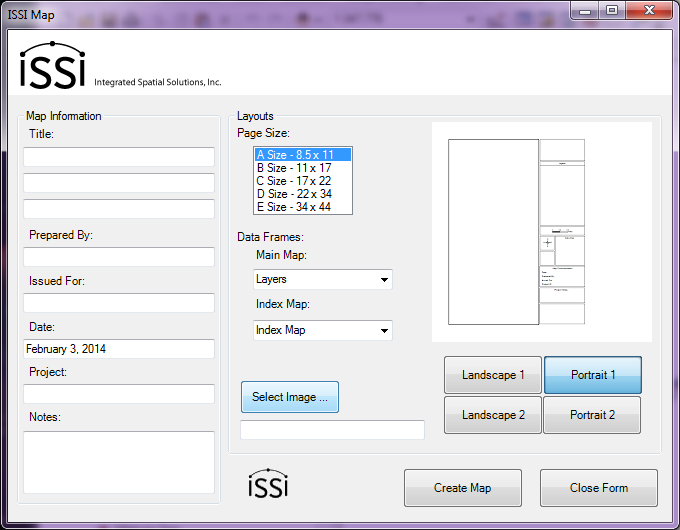 ISSI Map
iSSi Integrated Spatial Solutions, Inc.
Map Information
Title:
Prepared By:
Issued For:
Date:
February 3, 2014
Project:
Notes:
Layouts
Page Size:
A Size - 8.5 x 11
B Size - 11 x 17
C Size - 17 x 22
D Size - 22 x 34
E Size - 34 x 44
Data Frames:
Main Map:
Layers
Index Map:
Index Map
Select Image ...
Landscape 1
Portrait 1
Landscape 2
Portrait 2
iSSi
Create Map
Close Form